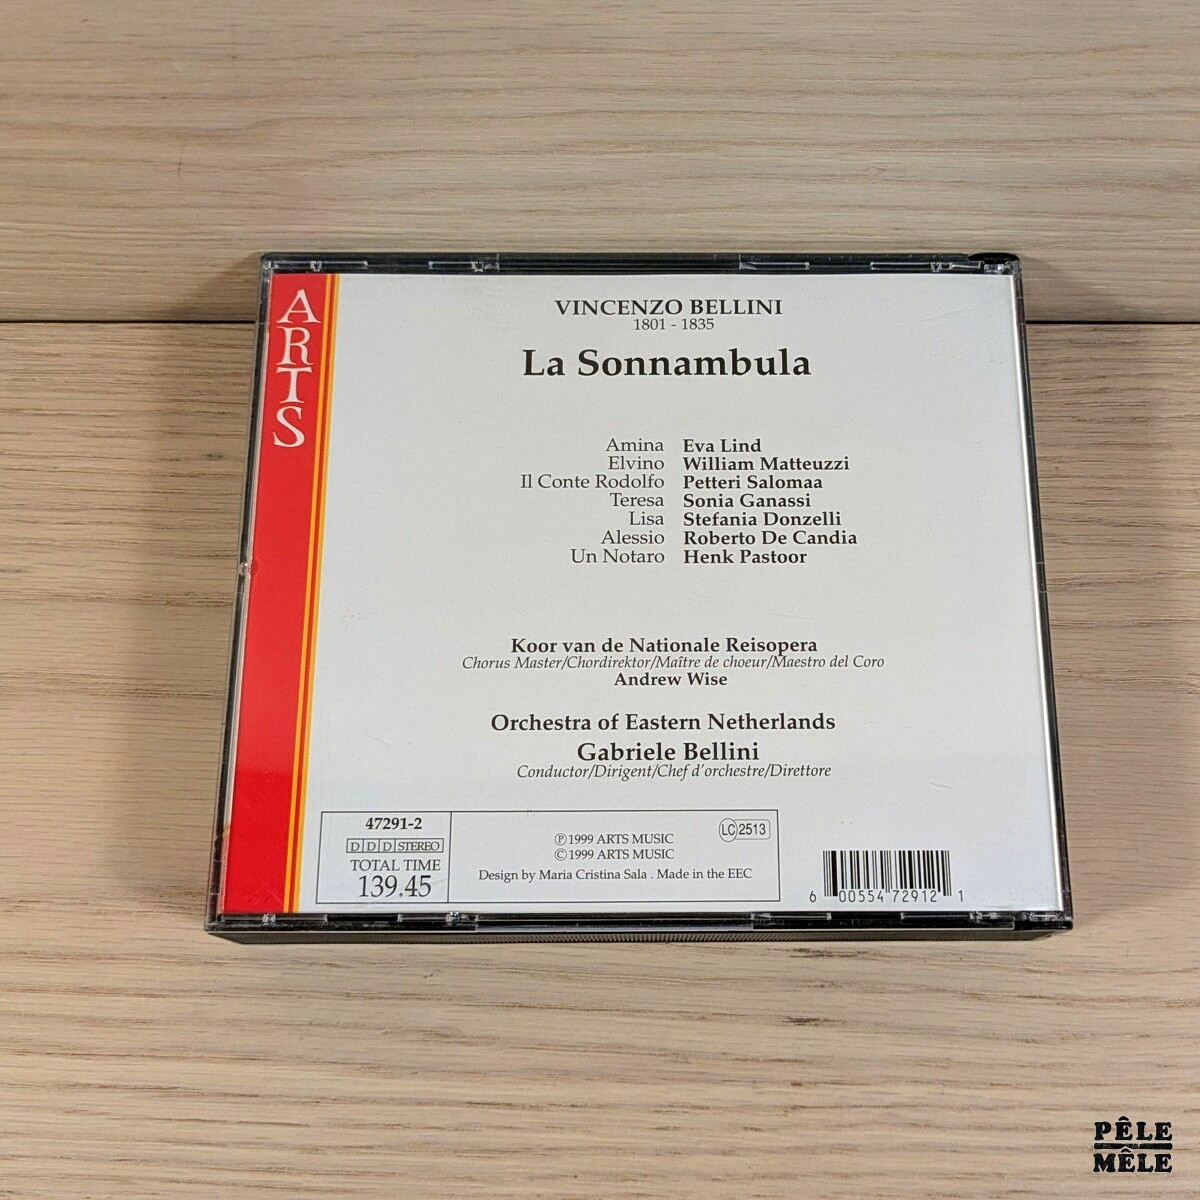 ARTS
VINCENZO BELLINI
1801 - 1835
La Sonnambula
Amina Eva Lind
Elvino William Matteuzzi
Il Conte Rodolfo Petteri Salomaa
Teresa Sonia Ganassi
Lisa Stefania Donzelli
Alessio Roberto De Candia
Un Notaro Henk Pastoor
Koor van de Nationale Reisopera
Chorus Master/Chordirektor/Maître de choeur/Maestro del Coro
Andrew Wise
Orchestra of Eastern Netherlands
Gabriele Bellini
Conductor/Dirigent/Chef d'orchestre/Direttore
47291-2
D D D STEREO
TOTAL TIME
139.45
℗ 1999 ARTS MUSIC
© 1999 ARTS MUSIC
Design by Maria Cristina Sala . Made in the EEC
LC 2513
6 00554 72912 1
PÊLE
MÊLE